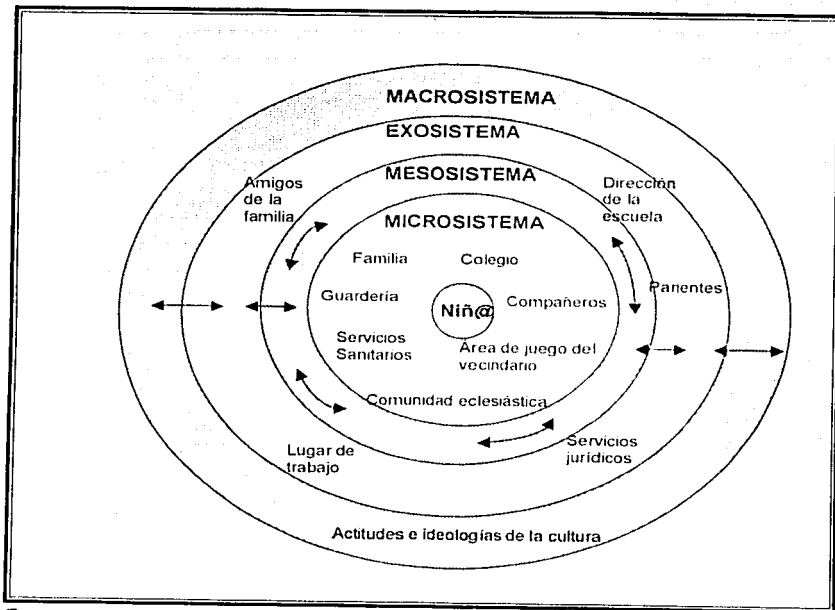 MACROSISTEMA
EXOSISTEMA
MESOSISTEMA
Amigos
de la
familia
Dirección
de la
escuela
MICROSISTEMA
Familia
Colegio
Guardería
Niñ@
Compañeros
Parientes
Servicios
Sanitarios
Área de juego del
vecindario
Comunidad eclesiástica
Lugar de
trabajo
Servicios
jurídicos
Actitudes e ideologías de la cultura